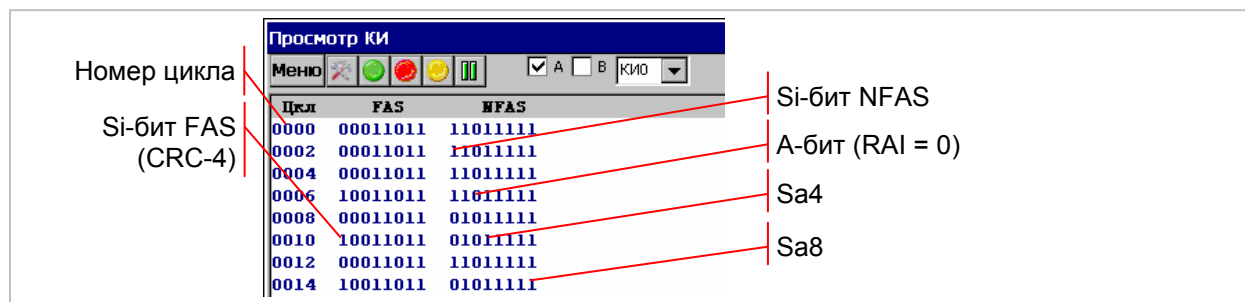 Просмотр КИ
Меню A B КИ0
Цкл FAS NFAS
0000 00011011 11011111
0002 00011011 11011111
0004 00011011 11011111
0006 10011011 11011111
0008 00011011 01011111
0010 10011011 01011111
0012 00011011 11011111
0014 10011011 01011111
Номер цикла
Si-бит FAS
(CRC-4)
Si-бит NFAS
A-бит (RAI = 0)
Sa4
Sa8